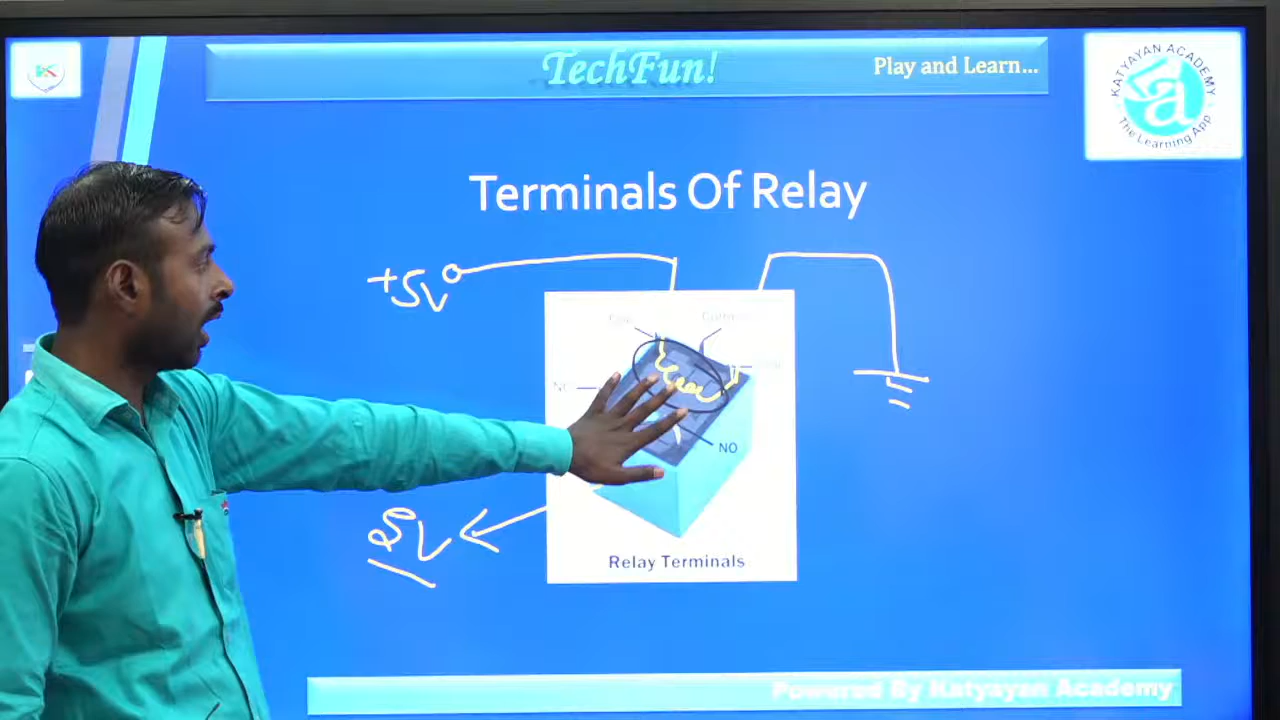 TechFun!
Play and Learn...
KATYAYAN ACADEMY
The Learning App
Terminals Of Relay
+5v
NO
5v
Relay Terminals
Powered By Katyayan Academy